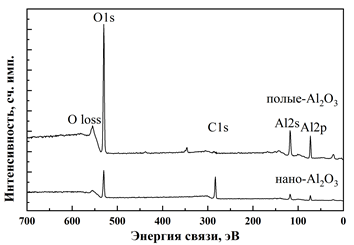 O1s
O loss
полые-Al₂O₃
C1s
Al2s
Al2p
нано-Al₂O₃
Интенсивность, сч. имп.
700 600 500 400 300 200 100 0
Энергия связи, эВ